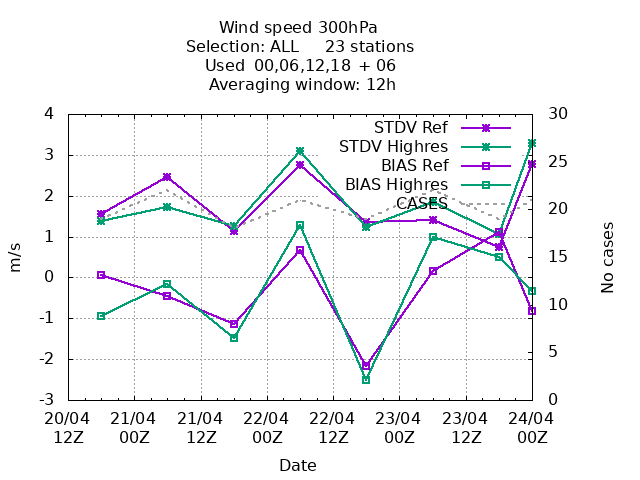 Wind speed 300hPa
Selection: ALL 23 stations
Used 00,06,12,18 + 06
Averaging window: 12h
4
3
2
1
0
-1
-2
-3
m/s
30
25
20
15
10
5
0
No cases
STDV Ref
STDV Highres
BIAS Ref
BIAS Highres
CASES
20/04 21/04 21/04 22/04 22/04 23/04 23/04 24/04
12Z 00Z 12Z 00Z 12Z 00Z 12Z 00Z
Date